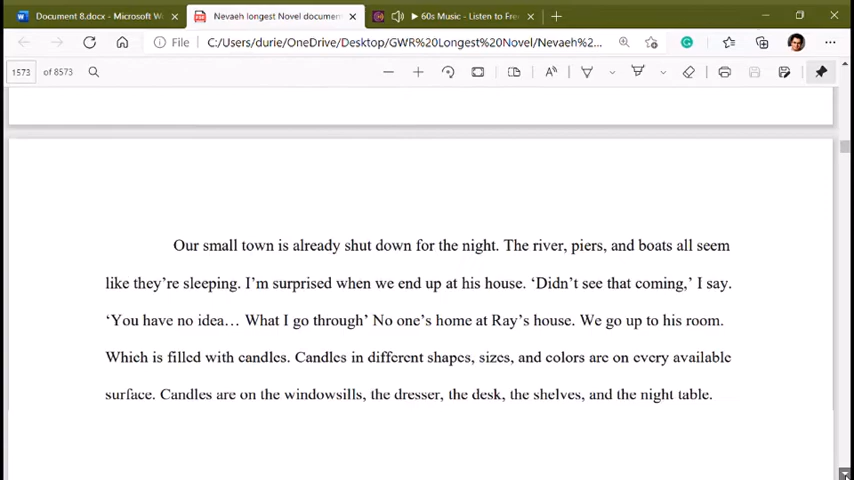 Document 8.docx - Microsoft W
Nevaeh longest Novel documen
60s Music - Listen to Fre
File
C:/Users/durie/OneDrive/Desktop/GWR%20Longest%20Novel/Nevaeh%2...
1573 of 8573
Our small town is already shut down for the night. The river, piers, and boats all seem
like they’re sleeping. I’m surprised when we end up at his house. ‘Didn’t see that coming,’ I say.
‘You have no idea… What I go through’ No one’s home at Ray’s house. We go up to his room.
Which is filled with candles. Candles in different shapes, sizes, and colors are on every available
surface. Candles are on the windowsills, the dresser, the desk, the shelves, and the night table.